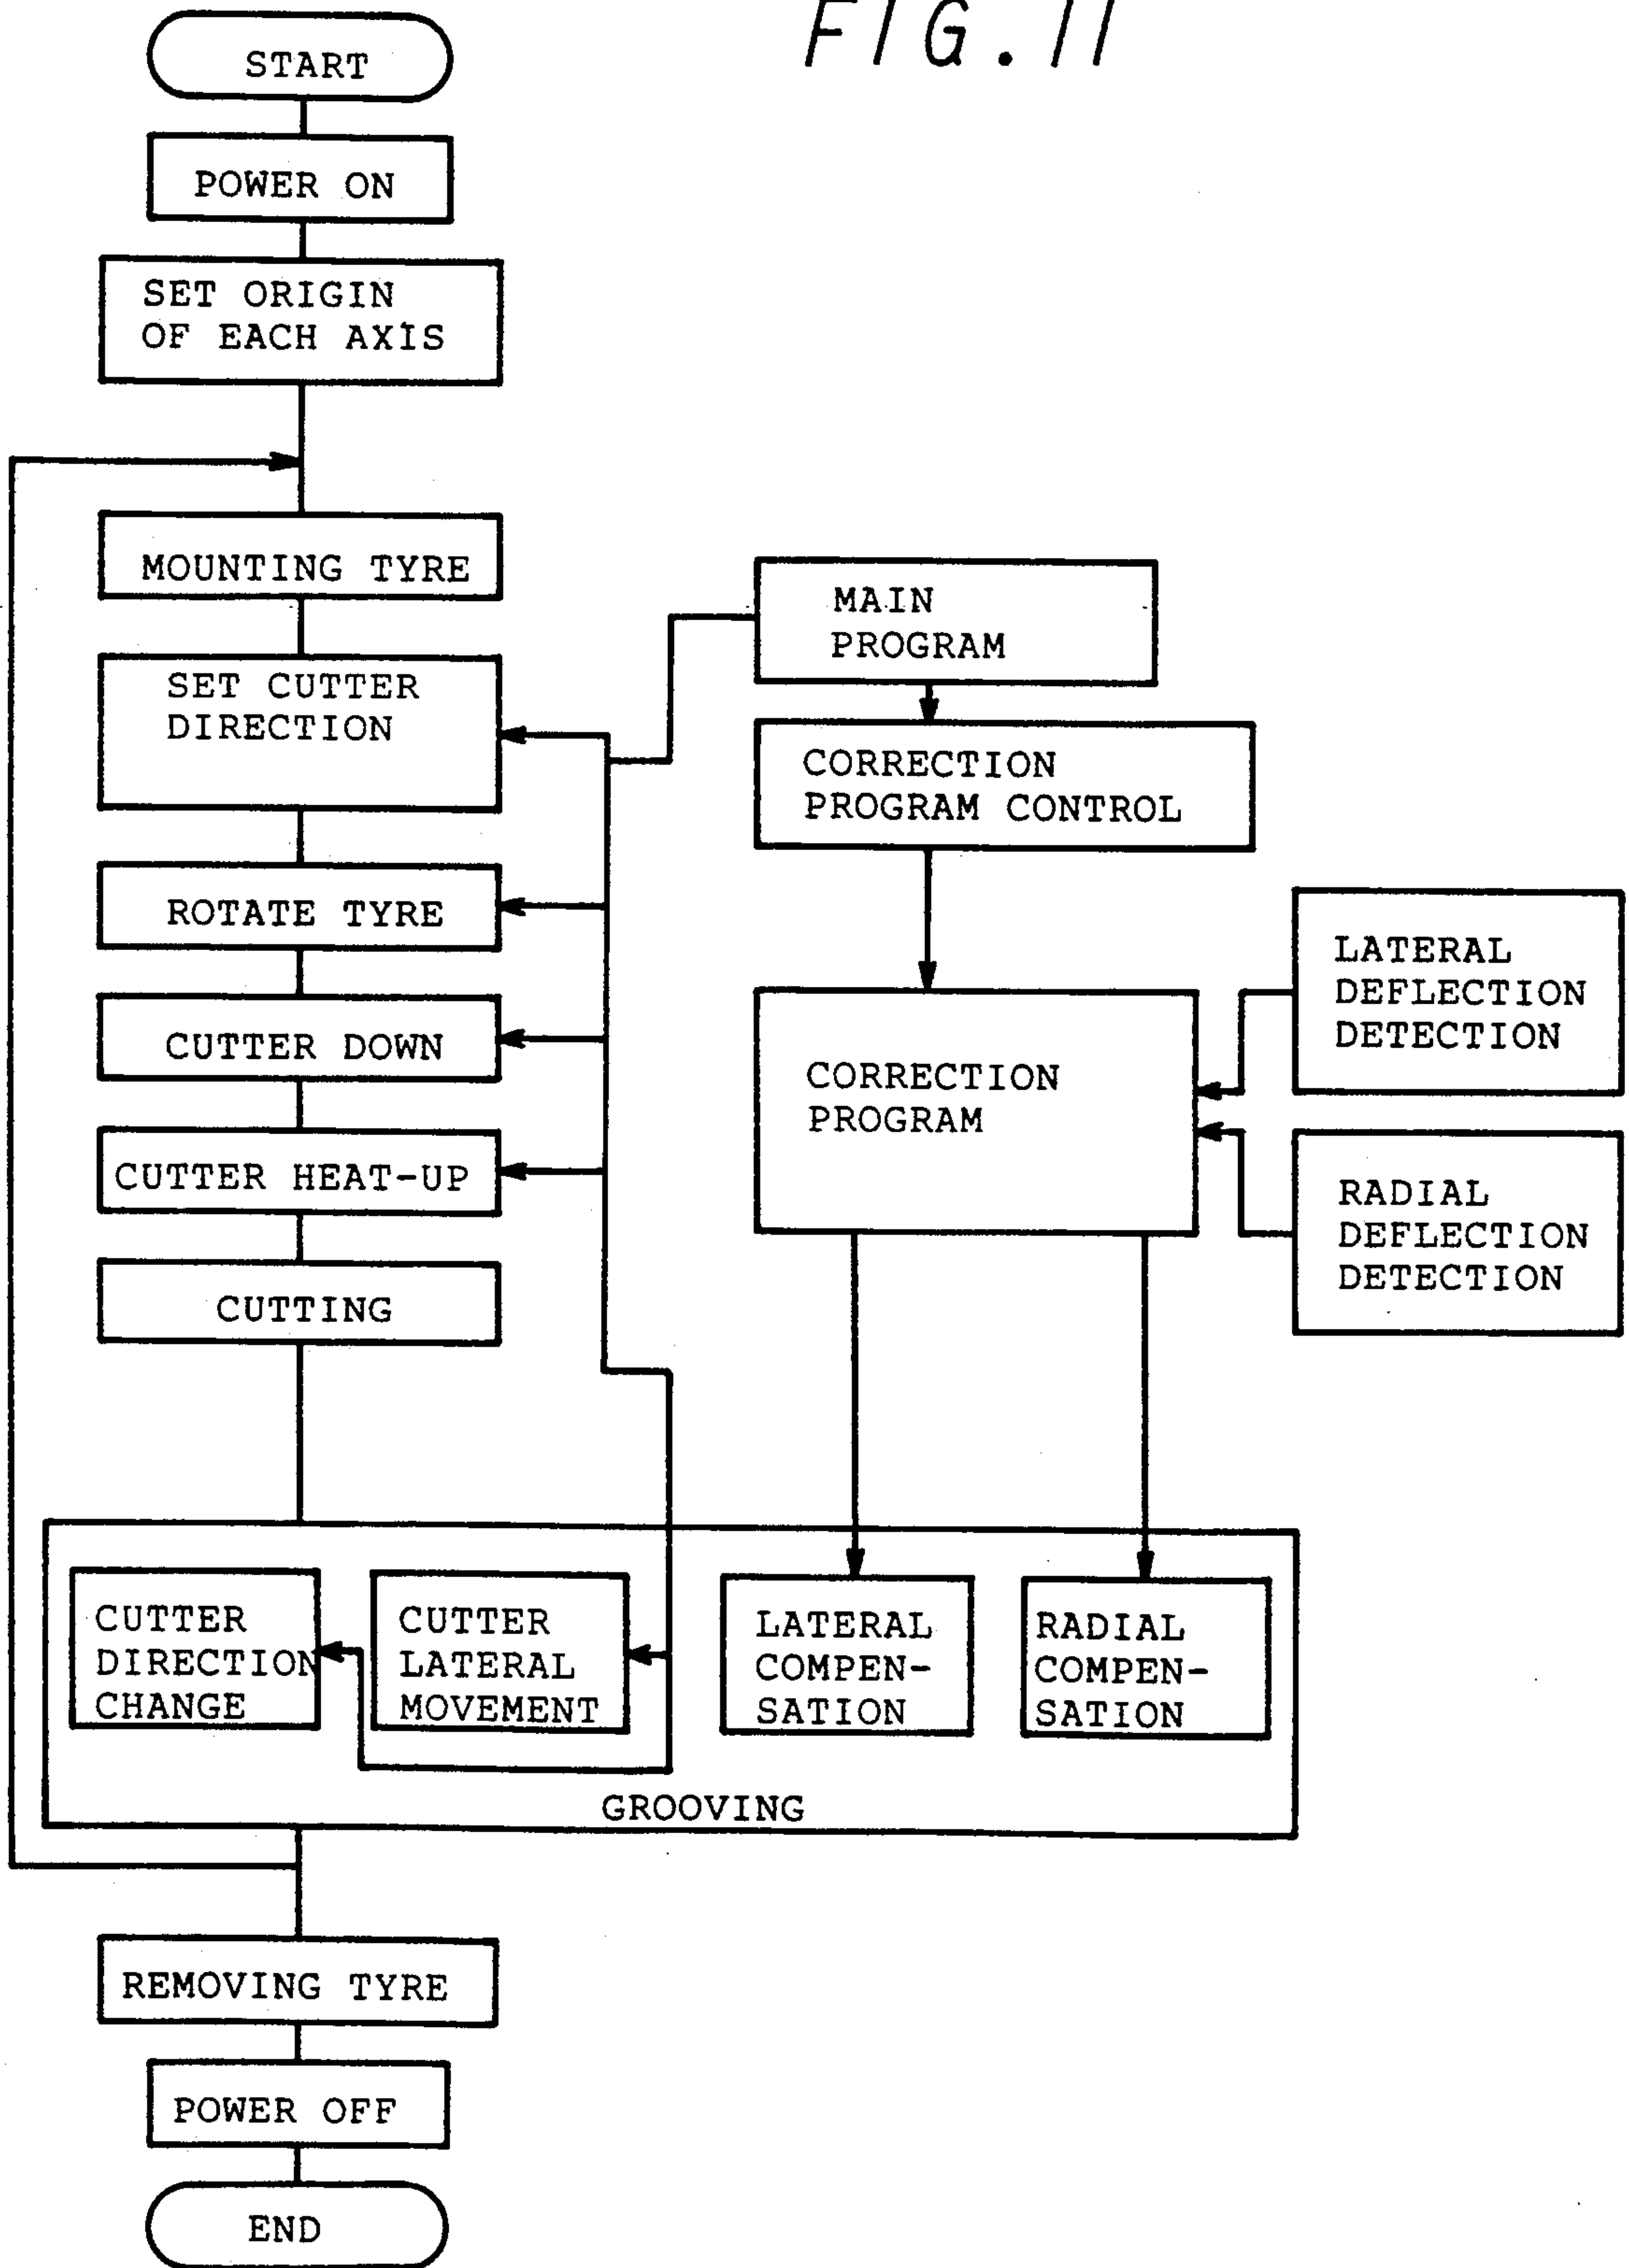 FIG. 11
START
POWER ON
SET ORIGIN
OF EACH AXIS
MOUNTING TYRE
SET CUTTER
DIRECTION
ROTATE TYRE
CUTTER DOWN
CUTTER HEAT-UP
CUTTING
MAIN
PROGRAM
CORRECTION
PROGRAM CONTROL
CORRECTION
PROGRAM
LATERAL
DEFLECTION
DETECTION
RADIAL
DEFLECTION
DETECTION
CUTTER
DIRECTION
CHANGE
CUTTER
LATERAL
MOVEMENT
LATERAL
COMPEN-
SATION
RADIAL
COMPEN-
SATION
GROOVING
REMOVING TYRE
POWER OFF
END